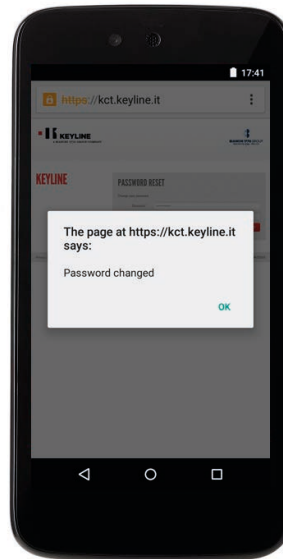 17:41
https://kct.keyline.it
KEYLINE
KEYLINE
PASSWORD RESET
The page at https://kct.keyline.it
says:
Password changed
OK